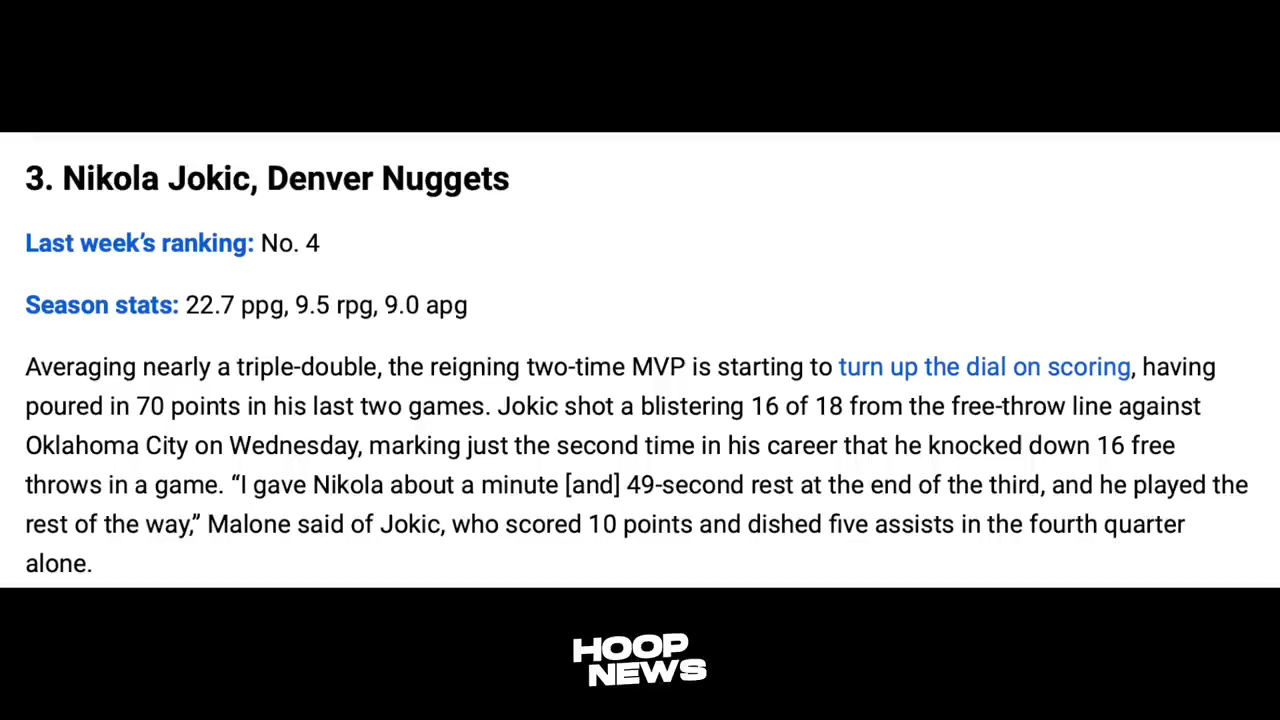 3. Nikola Jokic, Denver Nuggets
Last week’s ranking: No. 4
Season stats: 22.7 ppg, 9.5 rpg, 9.0 apg
Averaging nearly a triple-double, the reigning two-time MVP is starting to turn up the dial on scoring, having
poured in 70 points in his last two games. Jokic shot a blistering 16 of 18 from the free-throw line against
Oklahoma City on Wednesday, marking just the second time in his career that he knocked down 16 free
throws in a game. “I gave Nikola about a minute [and] 49-second rest at the end of the third, and he played the
rest of the way,” Malone said of Jokic, who scored 10 points and dished five assists in the fourth quarter
alone.
HOOP
NEWS